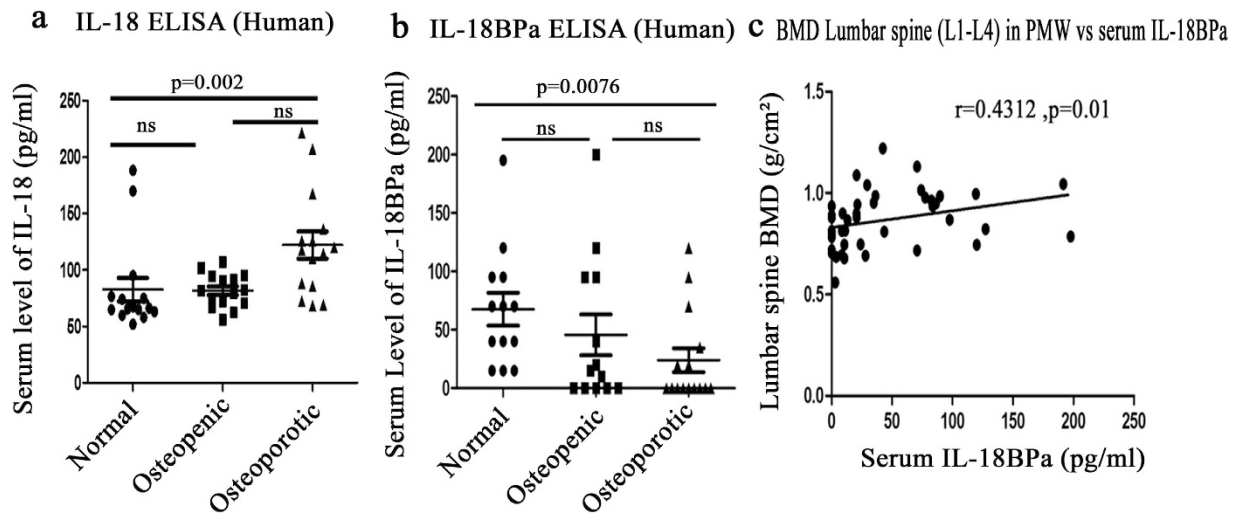 a IL-18 ELISA (Human)
p=0.002
ns
ns
Serum level of IL-18 (pg/ml)
250
200
150
100
50
0
Normal
Osteopenic
Osteoporotic
b IL-18BPa ELISA (Human)
p=0.0076
ns
ns
Serum Level of IL-18BPa (pg/ml)
250
200
150
100
50
0
Normal
Osteopenic
Osteoporotic
c BMD Lumbar spine (L1-L4) in PMW vs serum IL-18BPa
r=0.4312 ,p=0.01
Lumbar spine BMD (g/cm²)
1.5
1.0
0.5
0.0
0 50 100 150 200 250
Serum IL-18BPa (pg/ml)